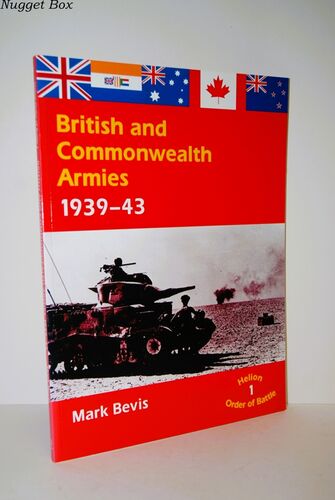 Nugget Box
British and
Commonwealth
Armies
1939–43
Helion
1
Order of Battle
Mark Bevis